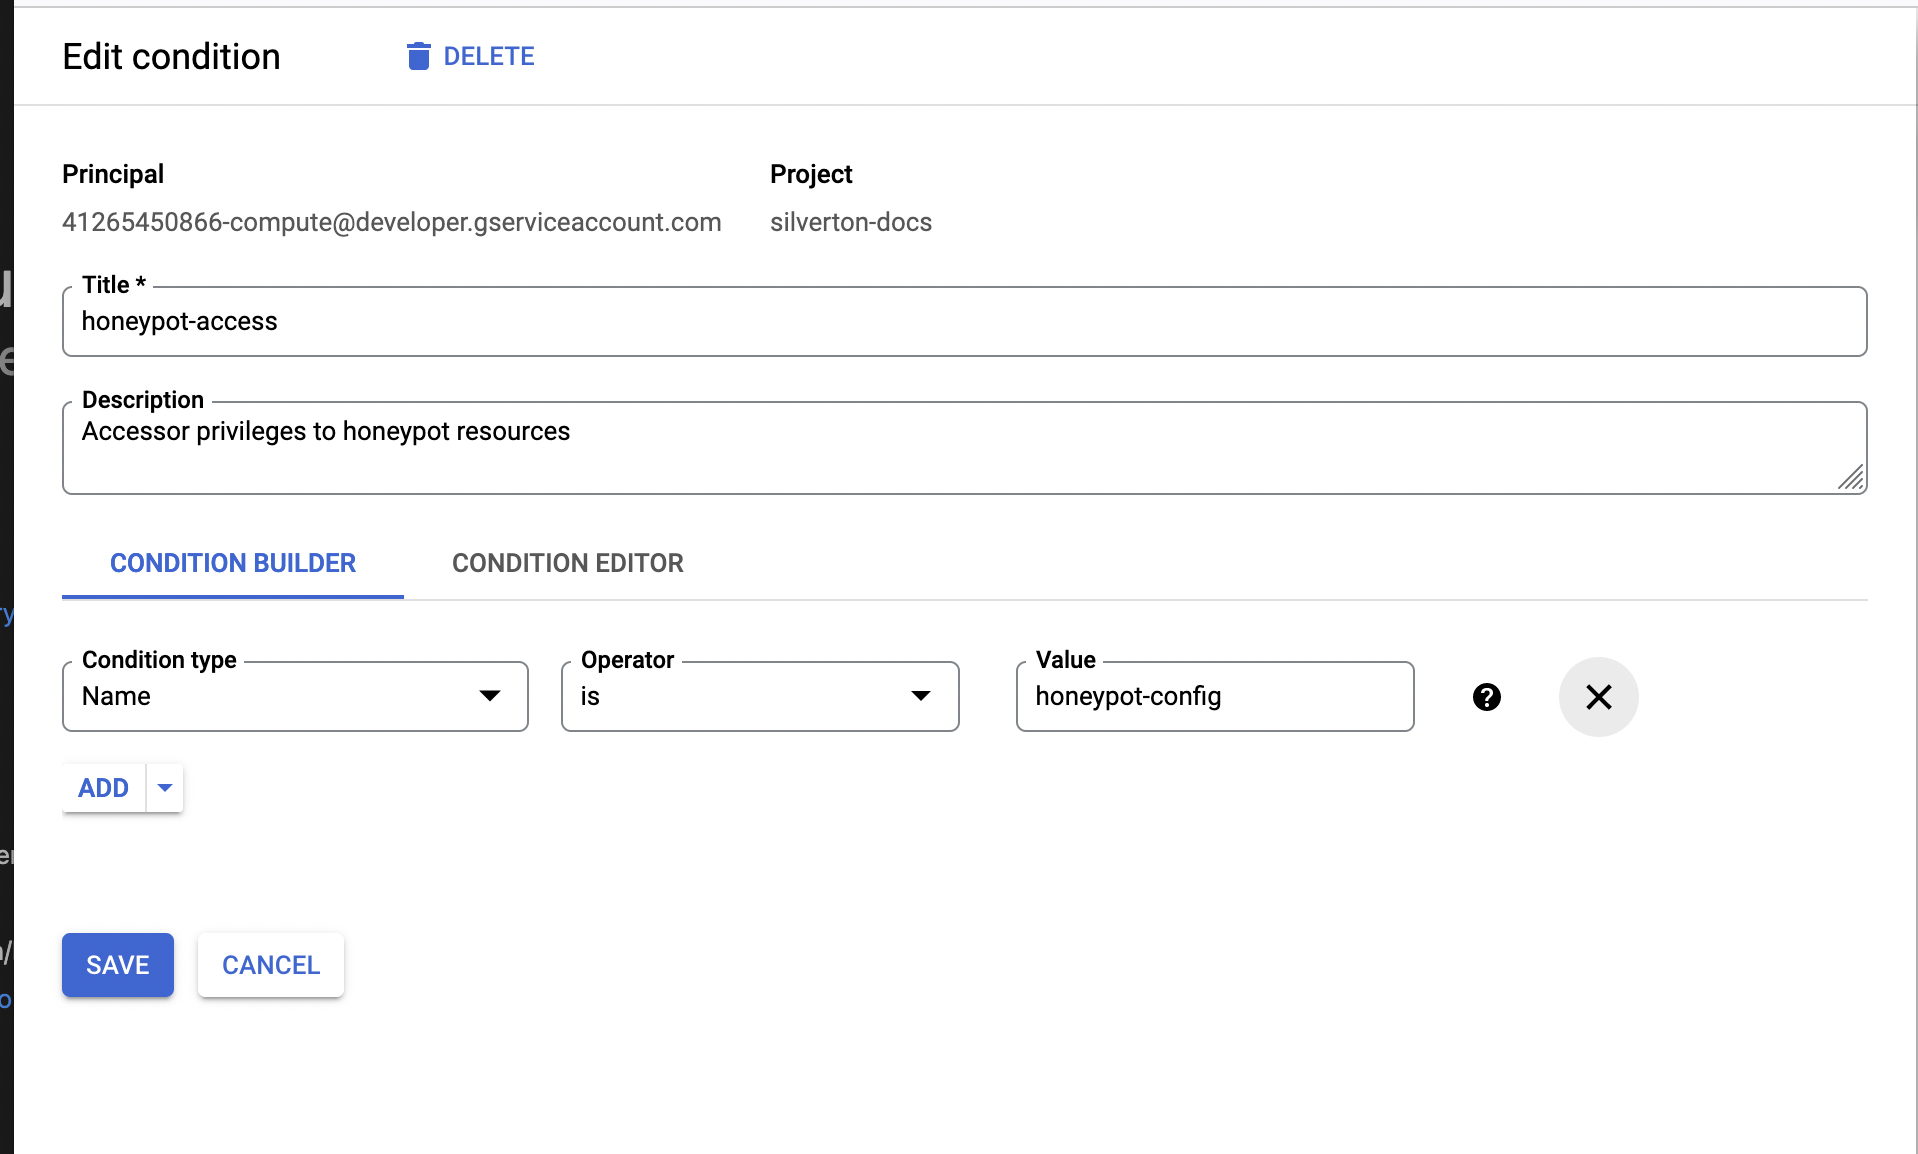 Edit condition
DELETE
Principal
Project
41265450866-compute@developer.gserviceaccount.com
silverton-docs
Title *
honeypot-access
Description
Accessor privileges to honeypot resources
CONDITION BUILDER
CONDITION EDITOR
Condition type
Operator
Value
Name
is
honeypot-config
ADD
SAVE
CANCEL